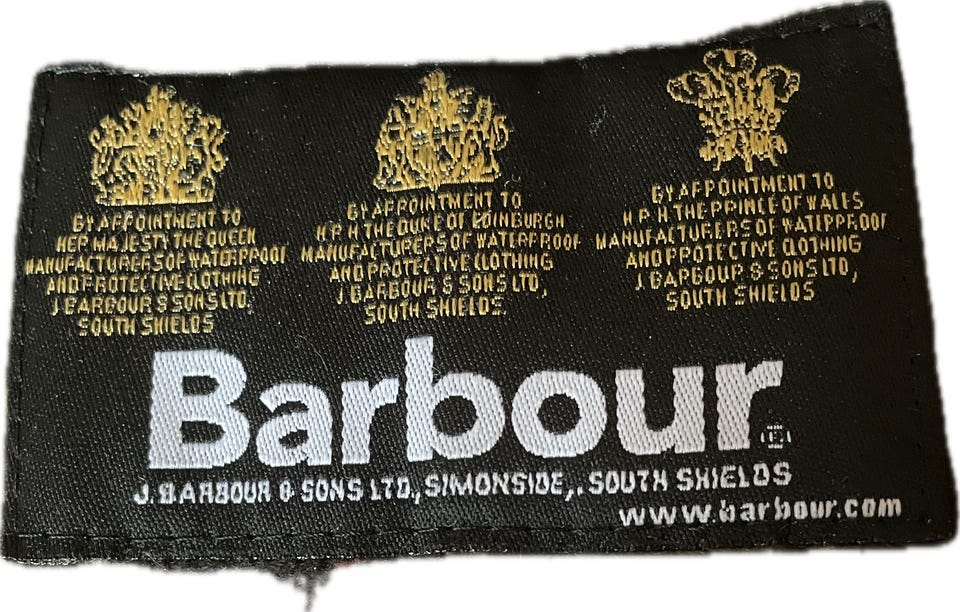 BY APPOINTMENT TO
HER MAJESTY THE QUEEN
MANUFACTURERS OF WATERPROOF
AND PROTECTIVE CLOTHING
J. BARBOUR & SONS LTD,
SOUTH SHIELDS
BY APPOINTMENT TO
H.R.H THE DUKE OF EDINBURGH
MANUFACTURERS OF WATERPROOF
AND PROTECTIVE CLOTHING
J. BARBOUR & SONS LTD,
SOUTH SHIELDS
BY APPOINTMENT TO
H.R.H THE PRINCE OF WALES
MANUFACTURERS OF WATERPROOF
AND PROTECTIVE CLOTHING
J. BARBOUR & SONS LTD,
SOUTH SHIELDS
Barbour®
J. BARBOUR & SONS LTD., SIMONSIDE,. SOUTH SHIELDS
www.barbour.com